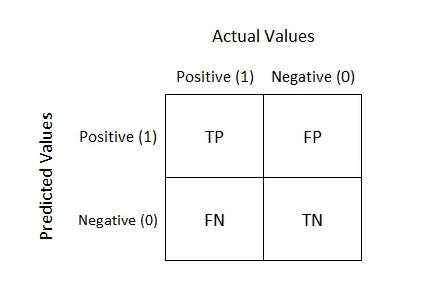 Actual Values
Positive (1) Negative (0)
Predicted Values
Positive (1) TP FP
Negative (0) FN TN